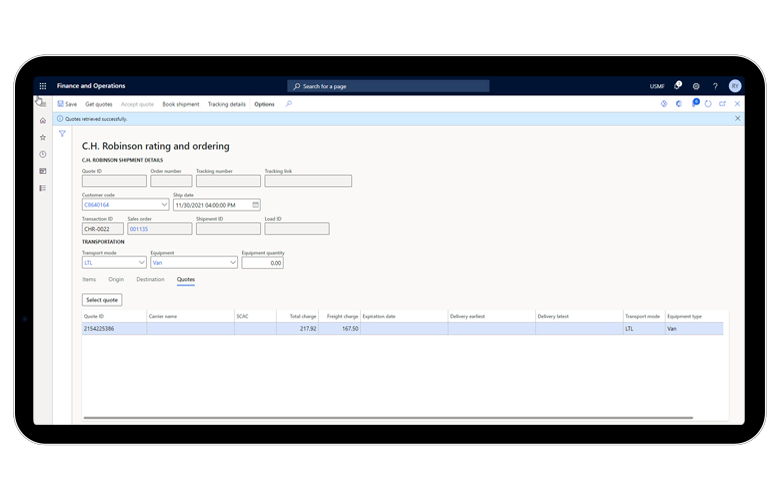 Finance and Operations
Search for a page
USMF
?
RY
Save Get quotes Accept quote Book shipment Tracking details Options
Quotes retrieved successfully.
C.H. Robinson rating and ordering
C.H. ROBINSON SHIPMENT DETAILS
Quote ID Order number Tracking number Tracking link
Customer code Ship date
C0640164 11/30/2021 04:00:00 PM
Transaction ID Sales order Shipment ID Load ID
CHR-0022 001135
TRANSPORTATION
Transport mode Equipment Equipment quantity
LTL Van 0.00
Items Origin Destination Quotes
Select quote
Quote ID Carrier name SCAC Total charge Freight charge Expiration date Delivery earliest Delivery latest Transport mode Equipment type
2154225386 217.92 167.50 LTL Van